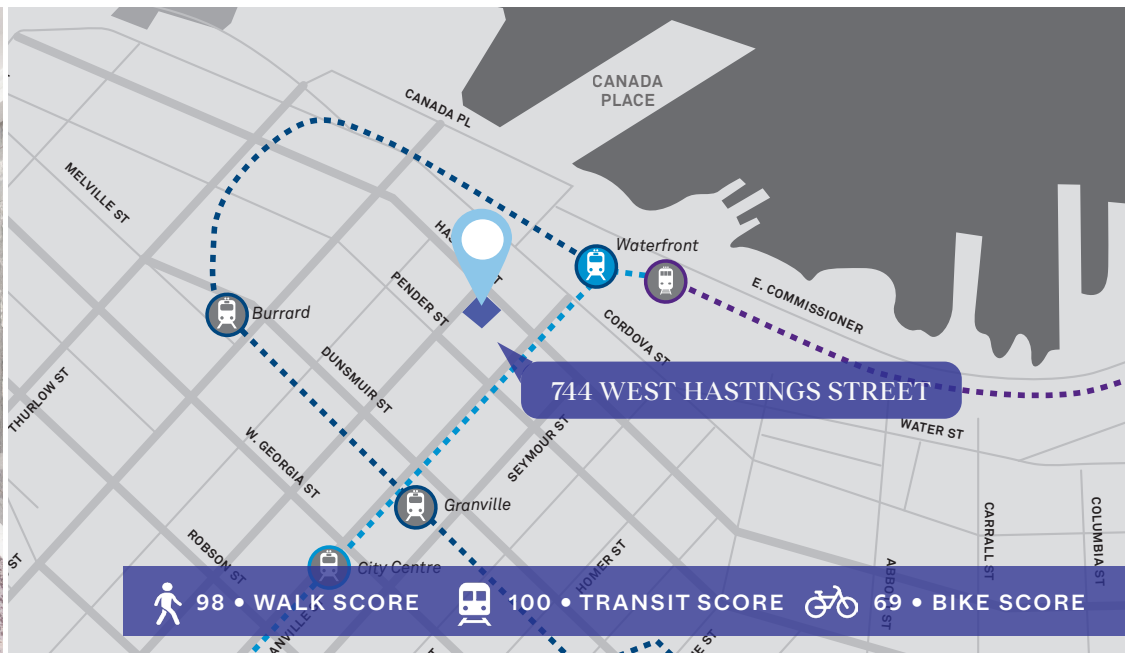 CANADA
PLACE
CANADA PL
MELVILLE ST
Waterfront
PENDER ST
E. COMMISSIONER
Burrard
CORDOVA ST
DUNSMUIR ST
744 WEST HASTINGS STREET
THURLOW ST
WATER ST
SEYMOUR ST
W. GEORGIA ST
Granville
CARRALL ST
COLUMBIA ST
ROBSON ST
HOMER ST
City Centre
ST
98 • WALK SCORE
100 • TRANSIT SCORE
69 • BIKE SCORE